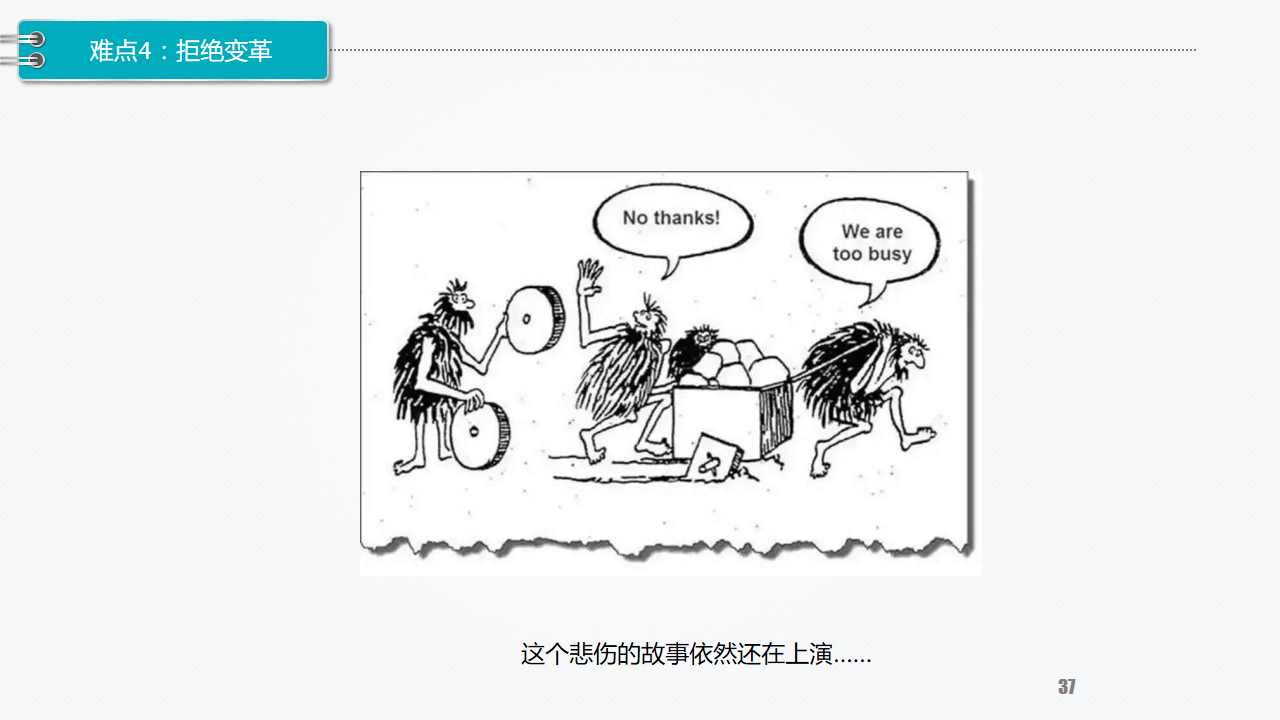 难点4：拒绝变革
No thanks!
We are
too busy
这个悲伤的故事依然还在上演......
37